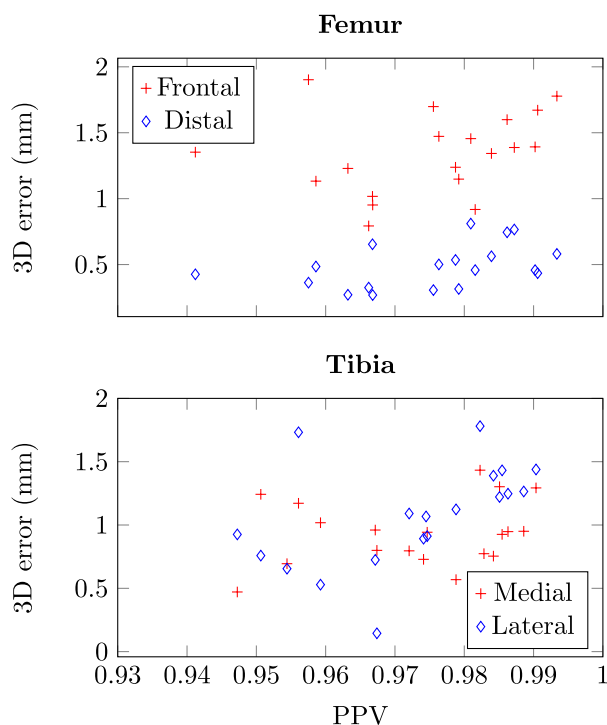 Femur
2
1.5
1
0.5
3D error (mm)
Frontal
Distal
Tibia
2
1.5
1
0.5
0
3D error (mm)
Medial
Lateral
0.93 0.94 0.95 0.96 0.97 0.98 0.99 1
PPV